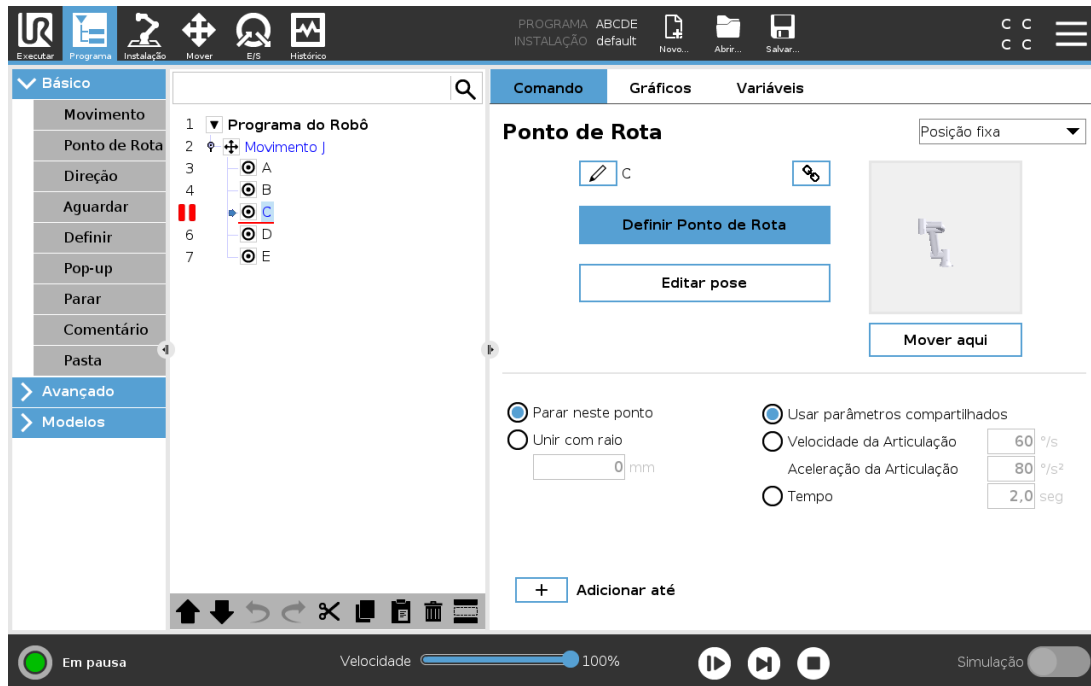 UR
PROGRAMA ABCDE
INSTALAÇÃO default
C C
C C
Executar Programa Instalação Mover E/S Histórico Novo... Abrir... Salvar...
Básico
Movimento
Ponto de Rota
Direção
Aguardar
Definir
Pop-up
Parar
Comentário
Pasta
Avançado
Modelos
1 Programa do Robô
2 Movimento J
3 A
4 B
C
6 D
7 E
Comando Gráficos Variáveis
Ponto de Rota
Posição fixa
C
Definir Ponto de Rota
Editar pose
Mover aqui
Parar neste ponto
Unir com raio
0 mm
Usar parâmetros compartilhados
Velocidade da Articulação 60 °/s
Aceleração da Articulação 80 °/s²
Tempo 2,0 seg
+ Adicionar até
Em pausa
Velocidade 100%
Simulação